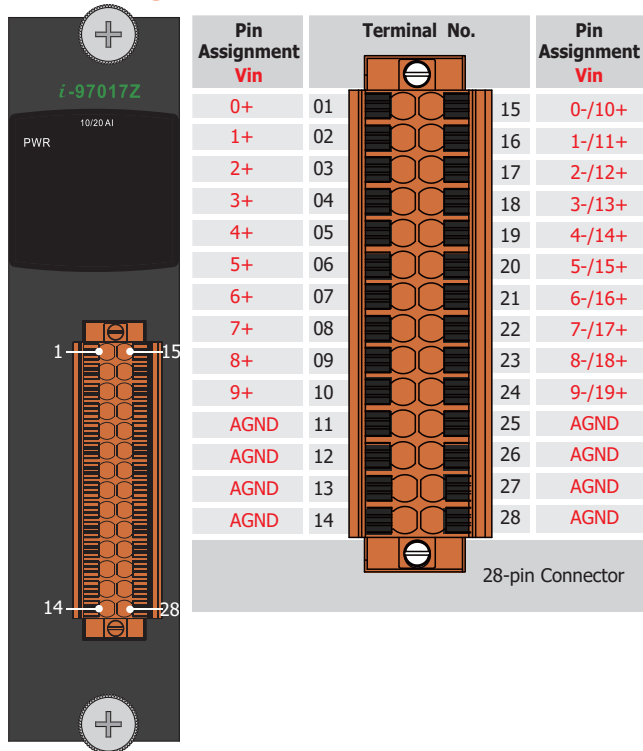 i-97017Z
10/20 AI
PWR
1 15
14 28
Pin Assignment Vin Terminal No. Pin Assignment Vin
0+ 01 15 0-/10+
1+ 02 16 1-/11+
2+ 03 17 2-/12+
3+ 04 18 3-/13+
4+ 05 19 4-/14+
5+ 06 20 5-/15+
6+ 07 21 6-/16+
7+ 08 22 7-/17+
8+ 09 23 8-/18+
9+ 10 24 9-/19+
AGND 11 25 AGND
AGND 12 26 AGND
AGND 13 27 AGND
AGND 14 28 AGND
28-pin Connector